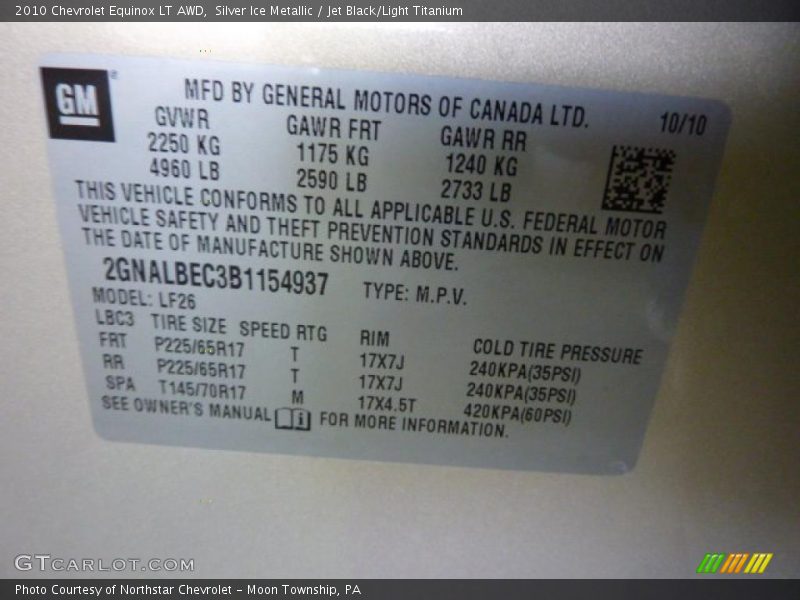 2010 Chevrolet Equinox LT AWD,  Silver Ice Metallic / Jet Black/Light Titanium
GM
MFD BY GENERAL MOTORS OF CANADA LTD. 10/10
GVWR GAWR FRT GAWR RR
2250 KG 1175 KG 1240 KG
4960 LB 2590 LB 2733 LB
THIS VEHICLE CONFORMS TO ALL APPLICABLE U.S. FEDERAL MOTOR
VEHICLE SAFETY AND THEFT PREVENTION STANDARDS IN EFFECT ON
THE DATE OF MANUFACTURE SHOWN ABOVE.
2GNALBEC3B1154937 TYPE: M.P.V.
MODEL: LF26
LBC3 TIRE SIZE SPEED RTG RIM COLD TIRE PRESSURE
FRT P225/65R17 T 17X7J 240KPA(35PSI)
RR P225/65R17 T 17X7J 240KPA(35PSI)
SPA T145/70R17 M 17X4.5T 420KPA(60PSI)
SEE OWNER'S MANUAL FOR MORE INFORMATION.
GTCARLOT.COM
Photo Courtesy of Northstar Chevrolet - Moon Township, PA